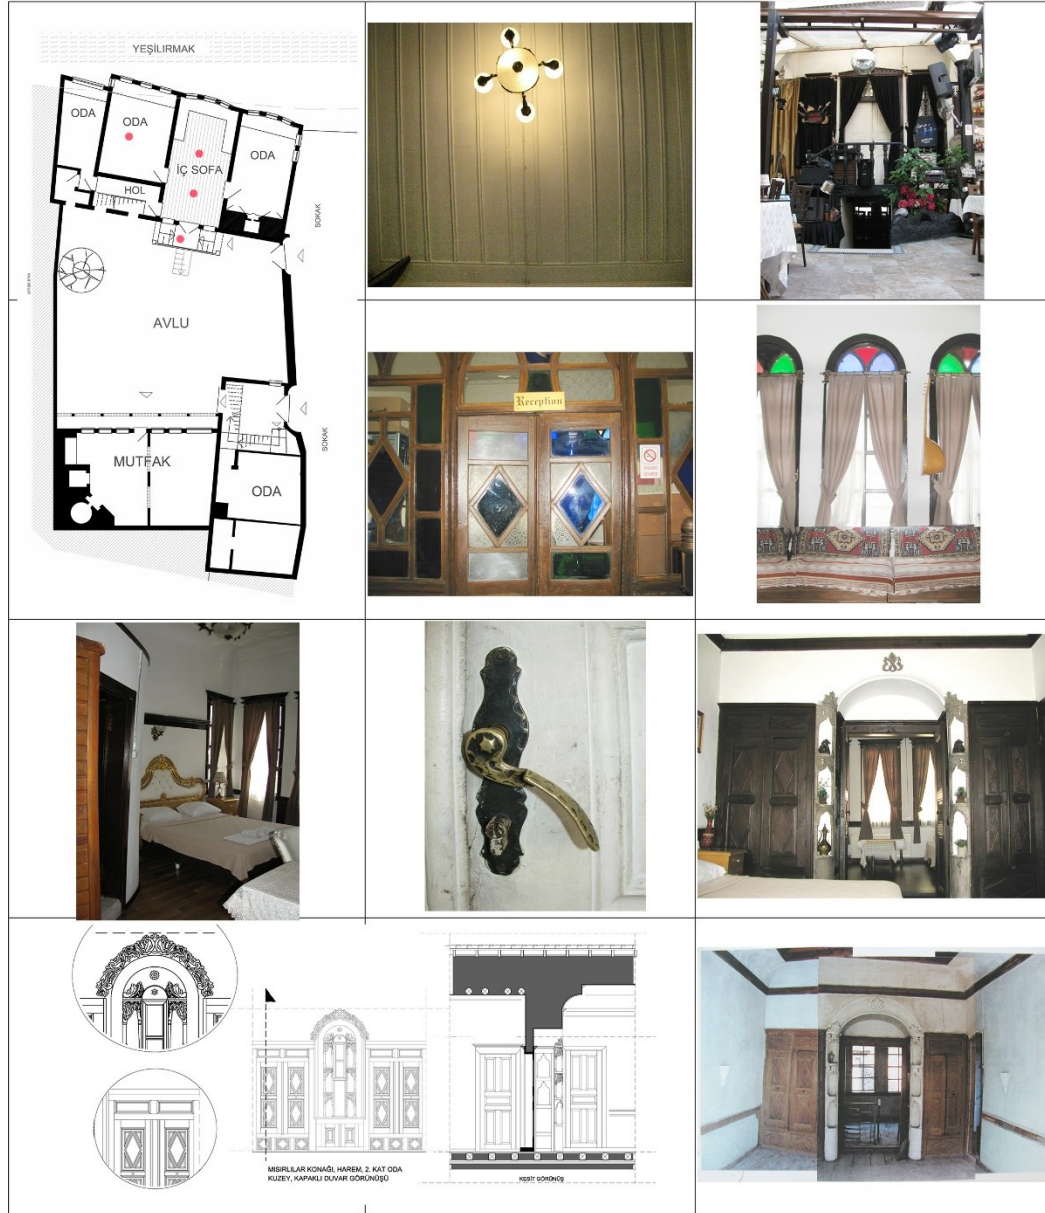 YEŞİLIRMAK
ODA
ODA
İÇ SOFA
ODA
HOL
SOKAK
AVLU
SOKAK
MUTFAK
ODA
Reception
MISIRLILAR KONAĞI, HAREM, 2. KAT ODA
KUZEY, KAPAKLI DUVAR GÖRÜNÜŞÜ
KESİT GÖRÜNÜŞ